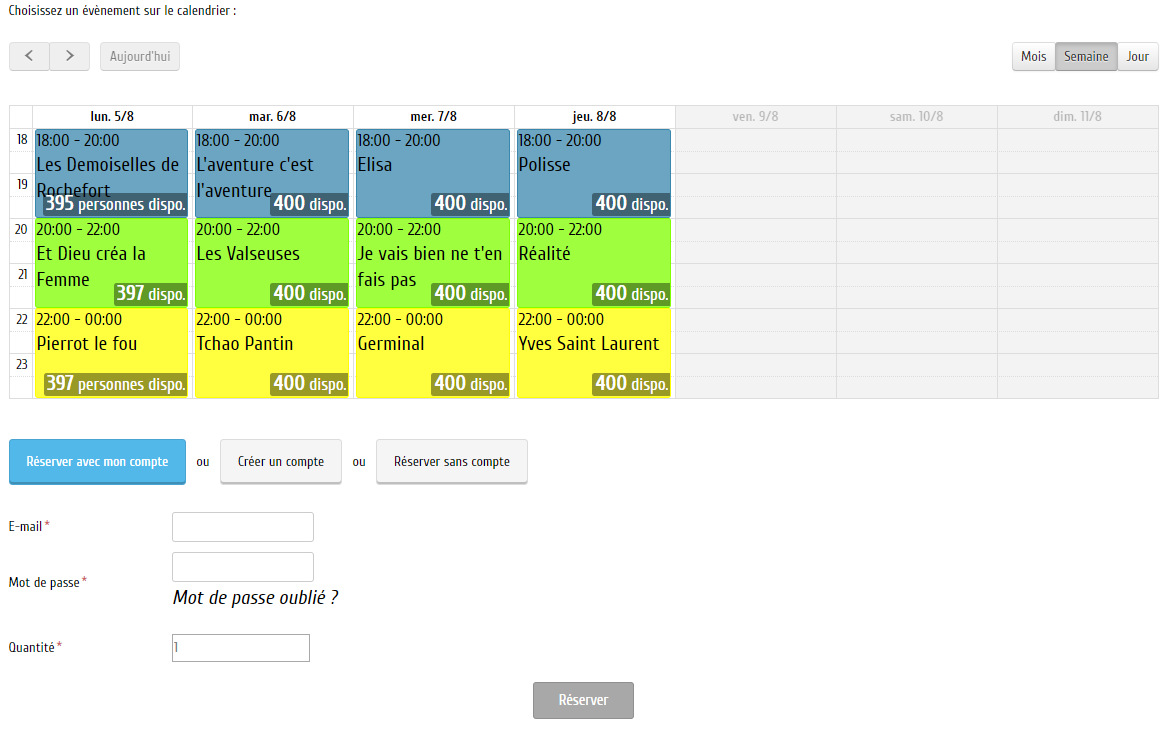 Choisissez un évènement sur le calendrier :
Aujourd'hui
Mois Semaine Jour
lun. 5/8 mar. 6/8 mer. 7/8 jeu. 8/8 ven. 9/8 sam. 10/8 dim. 11/8
18
19
20
21
22
23
18:00 - 20:00
Les Demoiselles de
Rochefort
395 personnes dispo.
18:00 - 20:00
L'aventure c'est
l'aventure
400 dispo.
18:00 - 20:00
Elisa
400 dispo.
18:00 - 20:00
Polisse
400 dispo.
20:00 - 22:00
Et Dieu créa la
Femme
397 dispo.
20:00 - 22:00
Les Valseuses
400 dispo.
20:00 - 22:00
Je vais bien ne t'en
fais pas
400 dispo.
20:00 - 22:00
Réalité
400 dispo.
22:00 - 00:00
Pierrot le fou
397 personnes dispo.
22:00 - 00:00
Tchao Pantin
400 dispo.
22:00 - 00:00
Germinal
400 dispo.
22:00 - 00:00
Yves Saint Laurent
400 dispo.
Réserver avec mon compte ou Créer un compte ou Réserver sans compte
E-mail *
Mot de passe *
Mot de passe oublié ?
Quantité * 1
Réserver